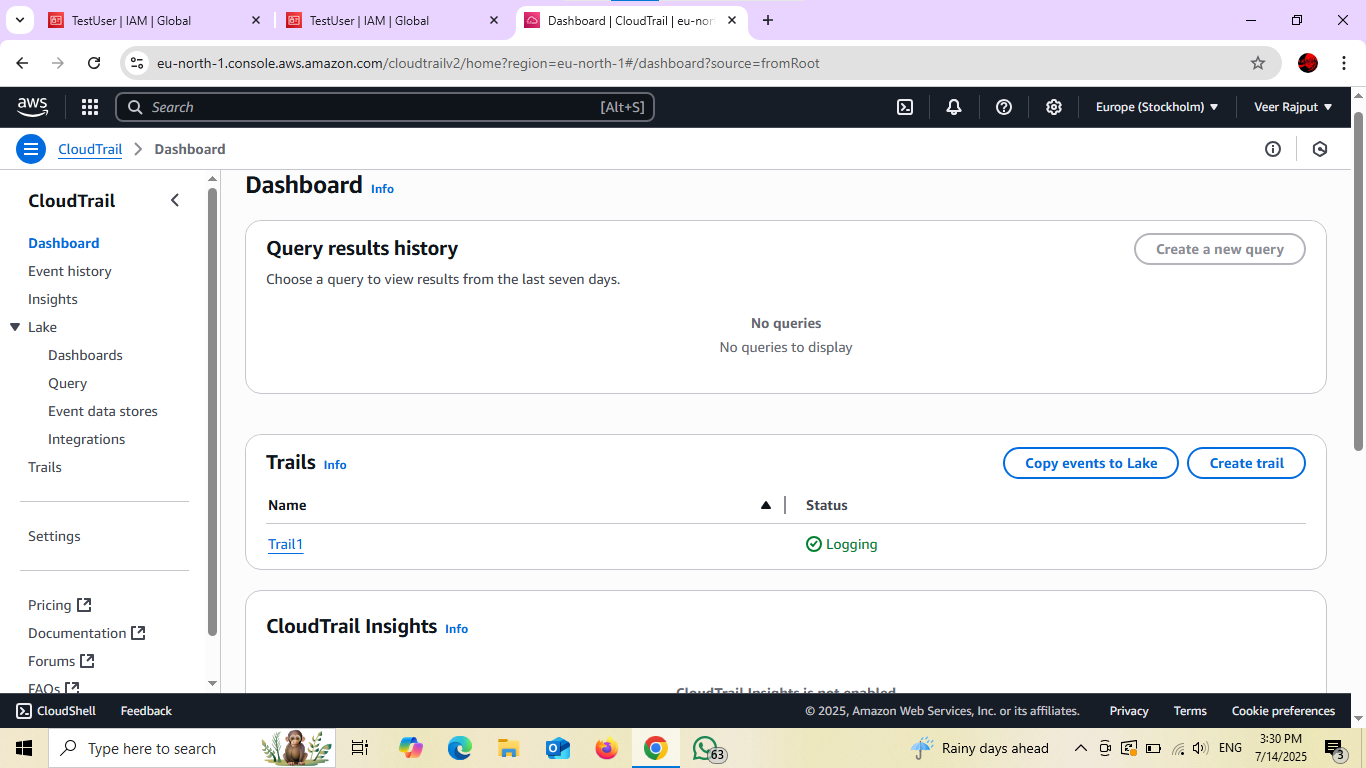 TestUser | IAM | Global
TestUser | IAM | Global
Dashboard | CloudTrail | eu-nor
eu-north-1.console.aws.amazon.com/cloudtrailv2/home?region=eu-north-1#/dashboard?source=fromRoot
aws
Search
[Alt+S]
Europe (Stockholm)
Veer Rajput
CloudTrail
Dashboard
CloudTrail
Dashboard
Event history
Insights
Lake
Dashboards
Query
Event data stores
Integrations
Trails
Settings
Pricing
Documentation
Forums
FAQs
Dashboard Info
Query results history
Create a new query
Choose a query to view results from the last seven days.
No queries
No queries to display
Trails Info
Copy events to Lake
Create trail
Name
Status
Trail1
Logging
CloudTrail Insights Info
CloudTrail Insights is not enabled
CloudShell
Feedback
© 2025, Amazon Web Services, Inc. or its affiliates.
Privacy
Terms
Cookie preferences
Type here to search
63
Rainy days ahead
ENG
3:30 PM
7/14/2025
3